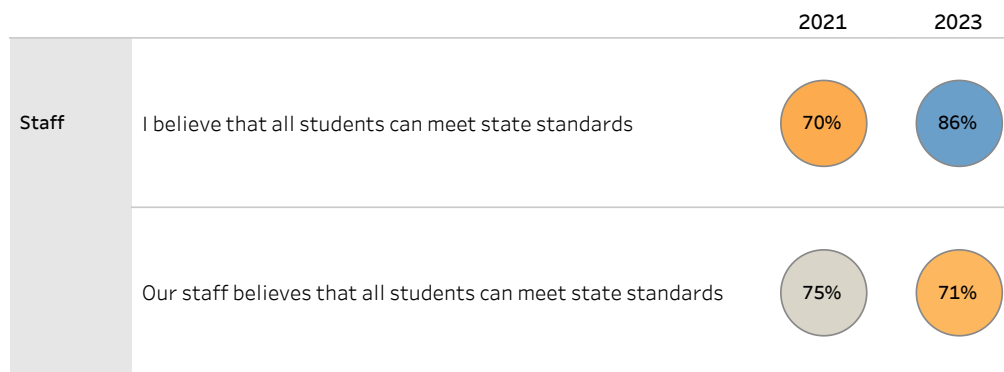 2021 2023
Staff I believe that all students can meet state standards 70% 86%
Our staff believes that all students can meet state standards 75% 71%